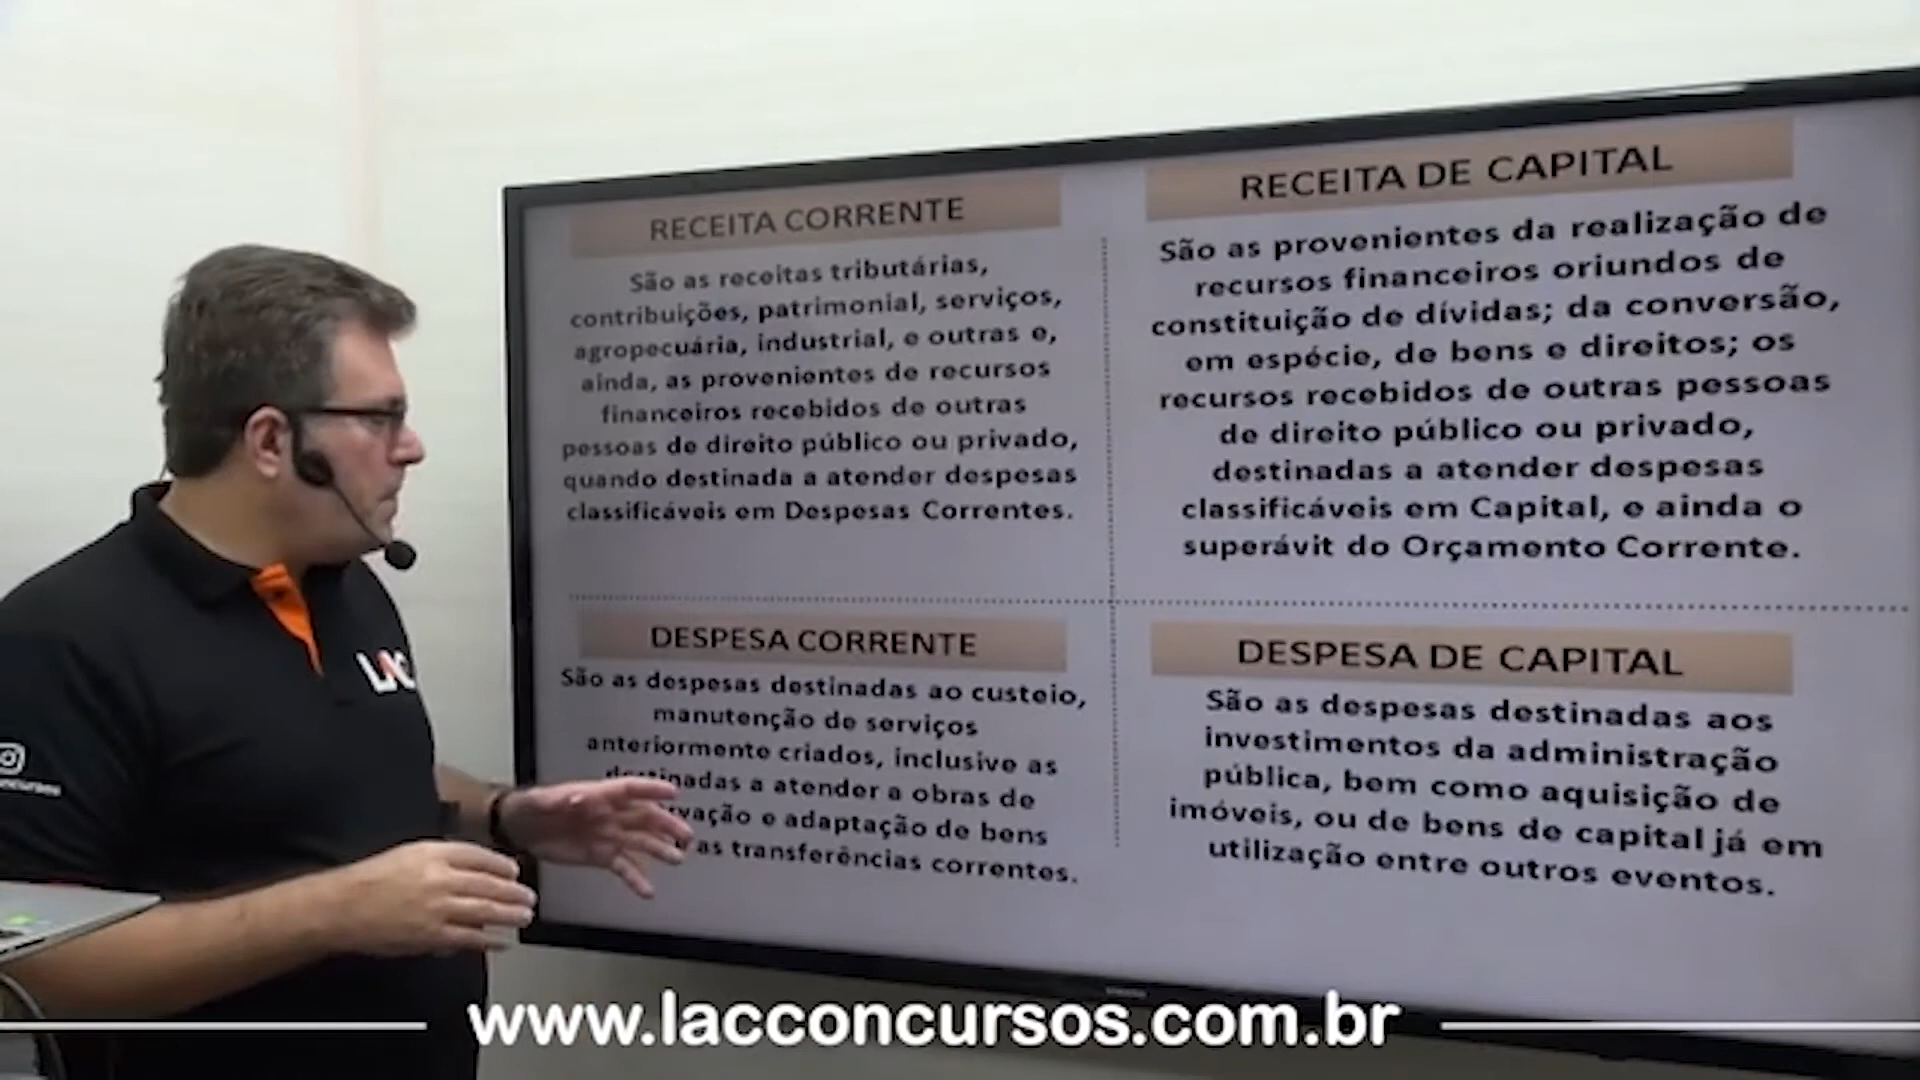 RECEITA CORRENTE
São as receitas tributárias,
contribuições, patrimonial, serviços,
agropecuária, industrial, e outras e,
ainda, as provenientes de recursos
financeiros recebidos de outras
pessoas de direito público ou privado,
quando destinada a atender despesas
classificáveis em Despesas Correntes.
RECEITA DE CAPITAL
São as provenientes da realização de
recursos financeiros oriundos de
constituição de dívidas; da conversão,
em espécie, de bens e direitos; os
recursos recebidos de outras pessoas
de direito público ou privado,
destinadas a atender despesas
classificáveis em Capital, e ainda o
superávit do Orçamento Corrente.
DESPESA CORRENTE
São as despesas destinadas ao custeio,
manutenção de serviços
anteriormente criados, inclusive as
destinadas a atender a obras de
e adaptação de bens
as transferências correntes.
DESPESA DE CAPITAL
São as despesas destinadas aos
investimentos da administração
pública, bem como aquisição de
imóveis, ou de bens de capital já em
utilização entre outros eventos.
LAC
www.lacconcursos.com.br